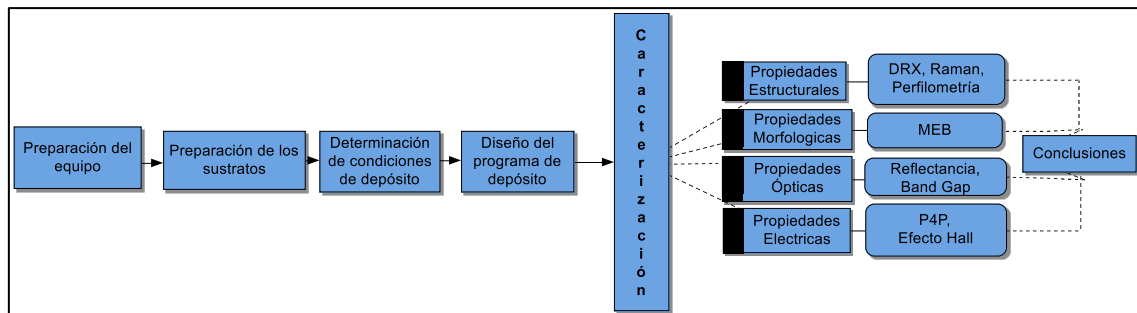 Preparación del
equipo
Preparación de los
sustratos
Determinación
de condiciones
de depósito
Diseño del
programa de
depósito
Caracterización
Propiedades
Estructurales
DRX, Raman,
Perfilometría
Propiedades
Morfologicas
MEB
Propiedades
Ópticas
Reflectancia,
Band Gap
Propiedades
Electricas
P4P,
Efecto Hall
Conclusiones